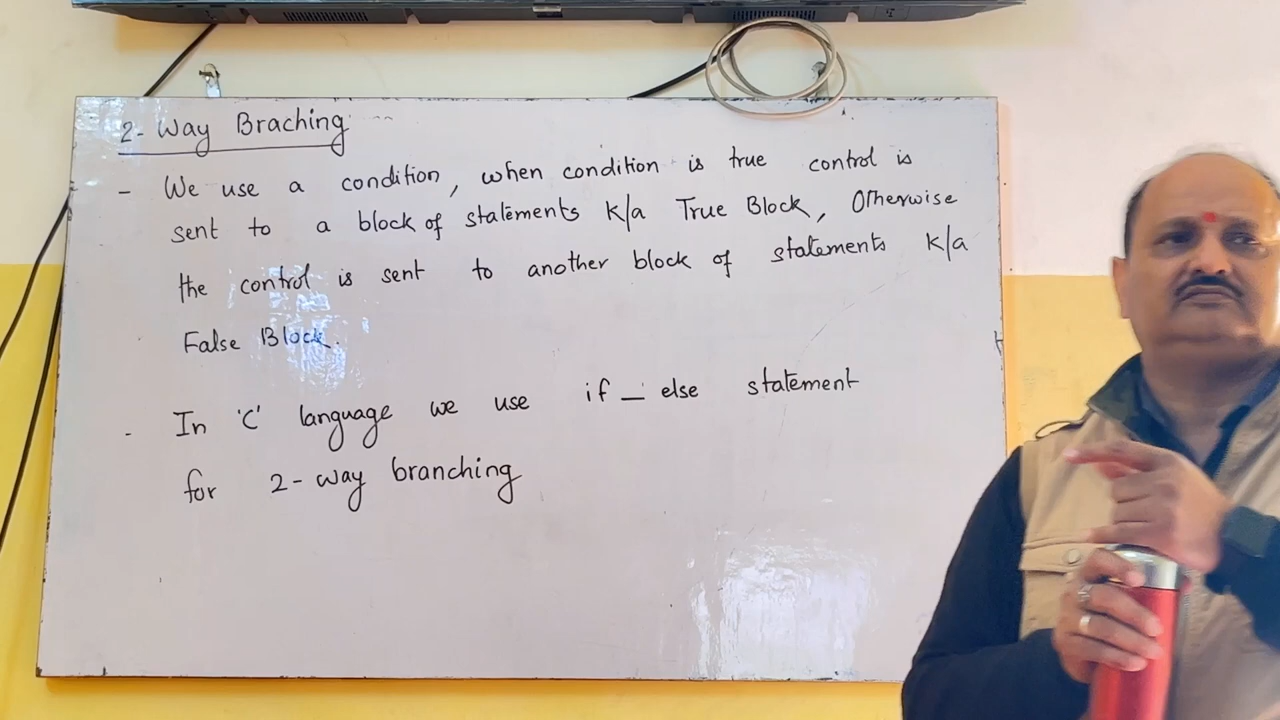 2- Way Braching
- We use a condition, when condition is true control is
sent to a block of statements k/a True Block, Otherwise
the control is sent to another block of statements k/a
False Block.
- In 'C' language we use if _ else statement
for 2-way branching